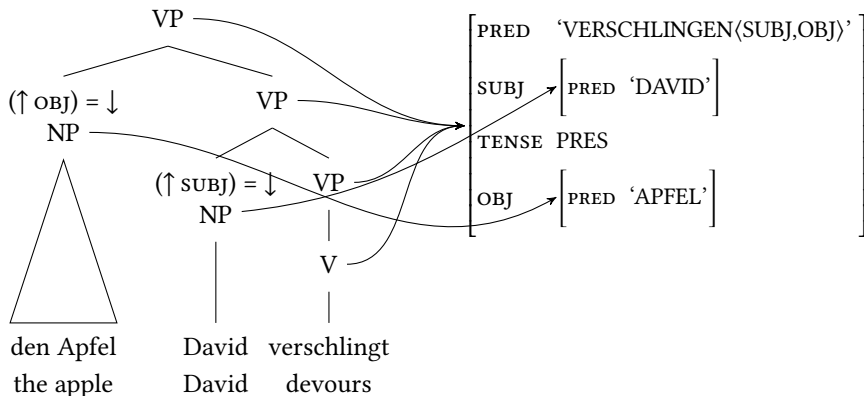 VP
PRED ‘VERSCHLINGEN⟨SUBJ,OBJ⟩’
(↑ OBJ) = ↓
VP
SUBJ [PRED ‘DAVID’]
NP
TENSE PRES
(↑ SUBJ) = ↓
VP
NP
OBJ [PRED ‘APFEL’]
V
den Apfel David verschlingt
the apple David devours